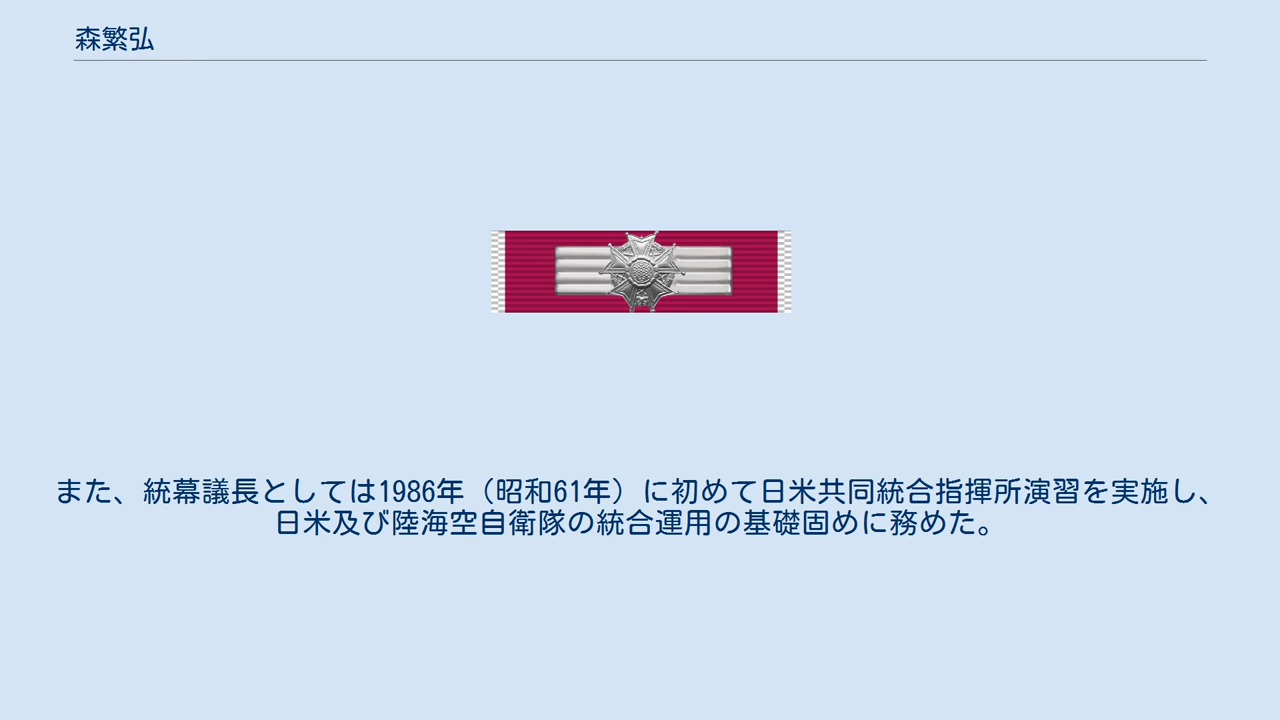 森繁弘
また、統幕議長としては1986年（昭和61年）に初めて日米共同統合指揮所演習を実施し、
日米及び陸海空自衛隊の統合運用の基礎固めに務めた。